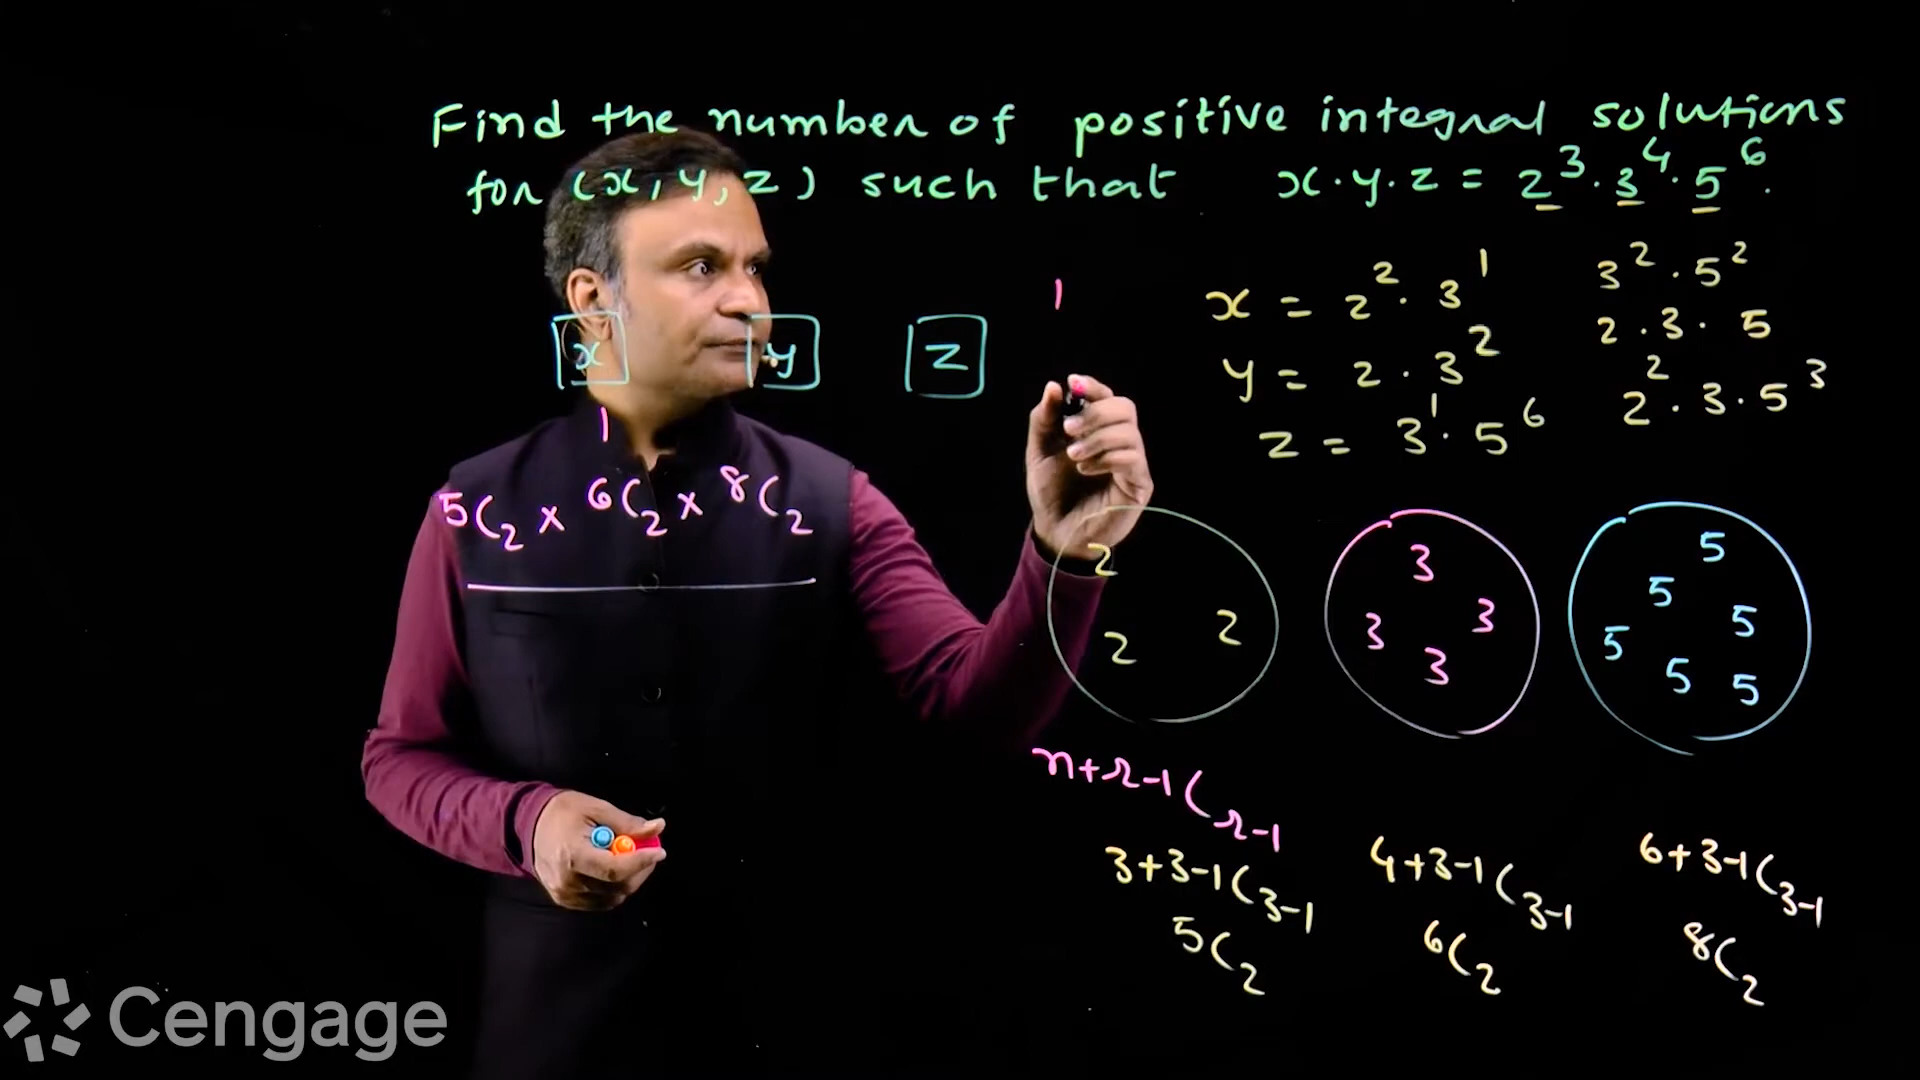 Find the number of positive integral solutions
for (x, y, z) such that x·y·z = 2³·3⁴·5⁶.
x y z
1
1
x = 2²·3¹
y = 2·3²
z = 3¹·5⁶
3²·5²
2·3·5
2²·3·5³
5C₂ × 6C₂ × 8C₂
2 2 2
3 3 3 3
5 5 5 5 5 5
n+r-1Cr-1
3+3-1C3-1
5C₂
4+3-1C3-1
6C₂
6+3-1C3-1
8C₂
Cengage